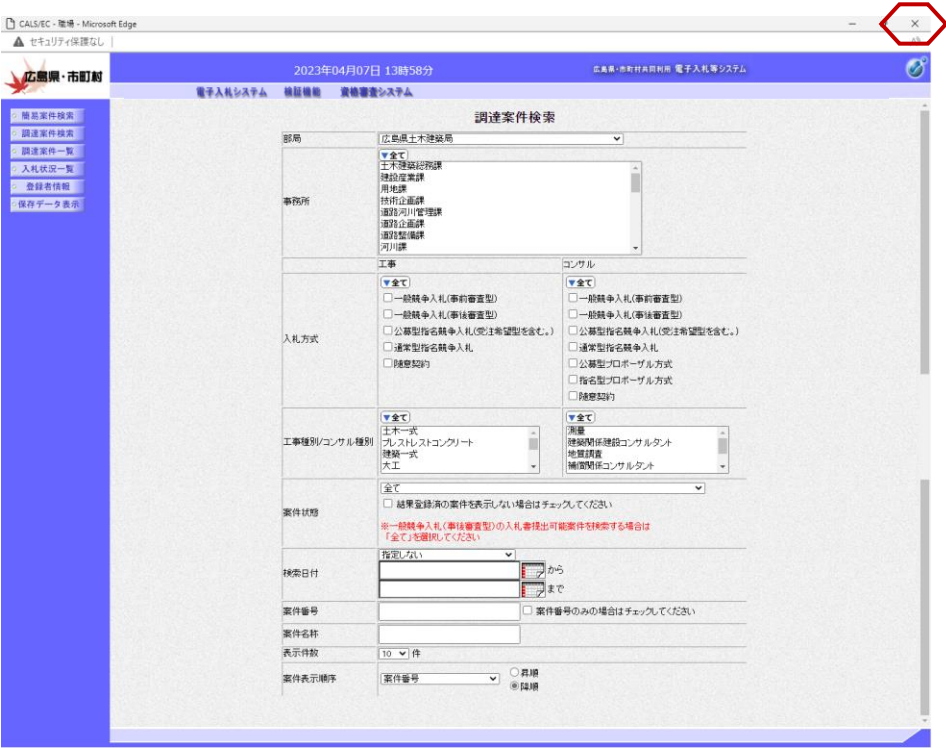 CALS/EC - 職場 - Microsoft Edge
セキュリティ保護なし
広島県・市町村
2023年04月07日 13時58分
広島県・市町村共同利用 電子入札等システム
電子入札システム 検証機能 資格審査システム
簡易案件検索
調達案件検索
調達案件一覧
入札状況一覧
登録者情報
保存データ表示
調達案件検索
部局
広島県土木建築局
事務所
▼全て
土木建築総務課
建設産業課
用地課
技術企画課
道路河川管理課
道路企画課
道路整備課
河川課
工事 コンサル
入札方式
▼全て
一般競争入札(事前審査型)
一般競争入札(事後審査型)
公募型指名競争入札(受注希望型を含む。)
通常型指名競争入札
随意契約
▼全て
一般競争入札(事前審査型)
一般競争入札(事後審査型)
公募型指名競争入札(受注希望型を含む。)
通常型指名競争入札
公募型プロポーザル方式
指名型プロポーザル方式
随意契約
工事種別/コンサル種別
▼全て
土木一式
プレストレストコンクリート
建築一式
大工
▼全て
測量
建築関係建設コンサルタント
地質調査
補償関係コンサルタント
案件状態
全て
結果登録済の案件を表示しない場合はチェックしてください
※一般競争入札(事後審査型)の入札書提出可能案件を検索する場合は
「全て」を選択してください
検索日付
指定しない
から
まで
案件番号
案件番号のみの場合はチェックしてください
案件名称
表示件数
10 件
案件表示順序
案件番号
昇順
降順